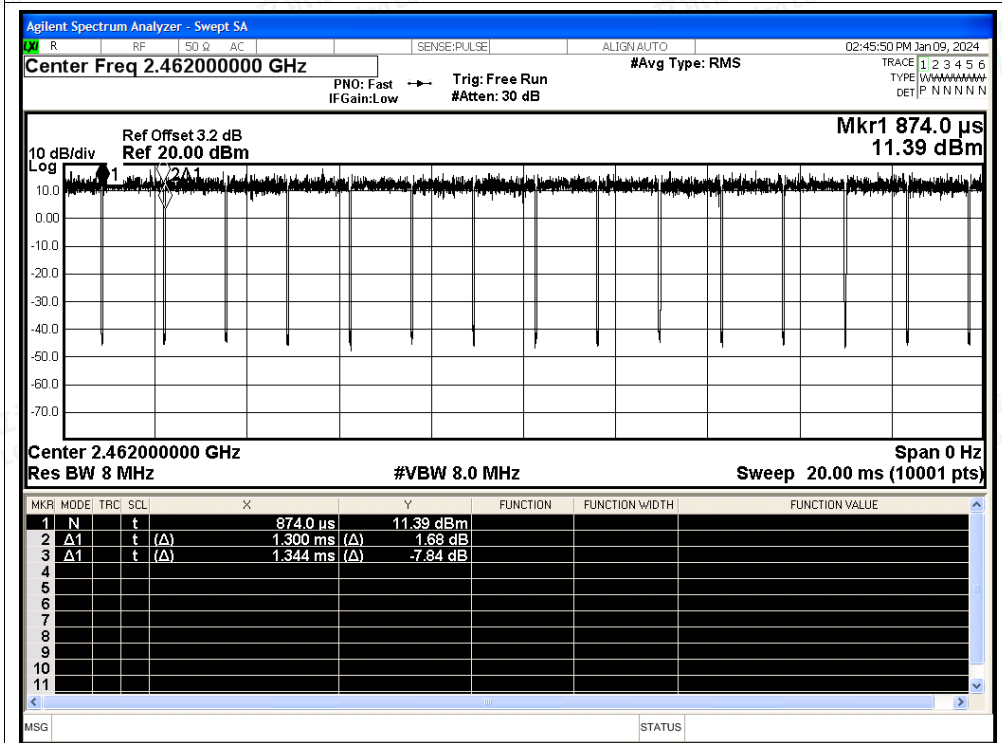 Agilent Spectrum Analyzer - Swept SA
LXI R RF 50 Ω AC SENSE:PULSE ALIGN AUTO 02:45:50 PM Jan 09, 2024
Center Freq 2.462000000 GHz
#Avg Type: RMS
TRACE 1 2 3 4 5 6
PNO: Fast Trig: Free Run
TYPE W
IFGain:Low #Atten: 30 dB
DET P N N N N N
Mkr1 874.0 µs
11.39 dBm
Ref Offset 3.2 dB
10 dB/div Ref 20.00 dBm
Log
1 2Δ1
10.0
0.00
-10.0
-20.0
-30.0
-40.0
-50.0
-60.0
-70.0
Center 2.462000000 GHz Span 0 Hz
Res BW 8 MHz #VBW 8.0 MHz Sweep 20.00 ms (10001 pts)
MKR MODE TRC SCL X Y FUNCTION FUNCTION WIDTH FUNCTION VALUE
1 N t 874.0 µs 11.39 dBm
2 Δ1 t (Δ) 1.300 ms (Δ) 1.68 dB
3 Δ1 t (Δ) 1.344 ms (Δ) -7.84 dB
4
5
6
7
8
9
10
11
MSG STATUS